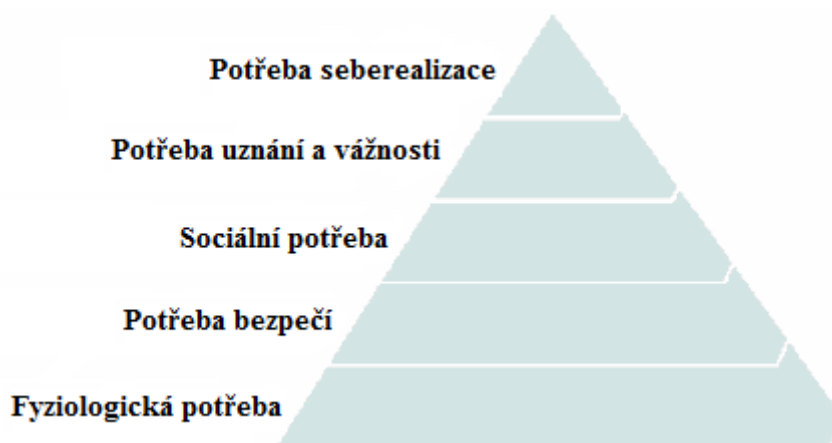 Potřeba seberealizace
Potřeba uznání a vážnosti
Sociální potřeba
Potřeba bezpečí
Fyziologická potřeba